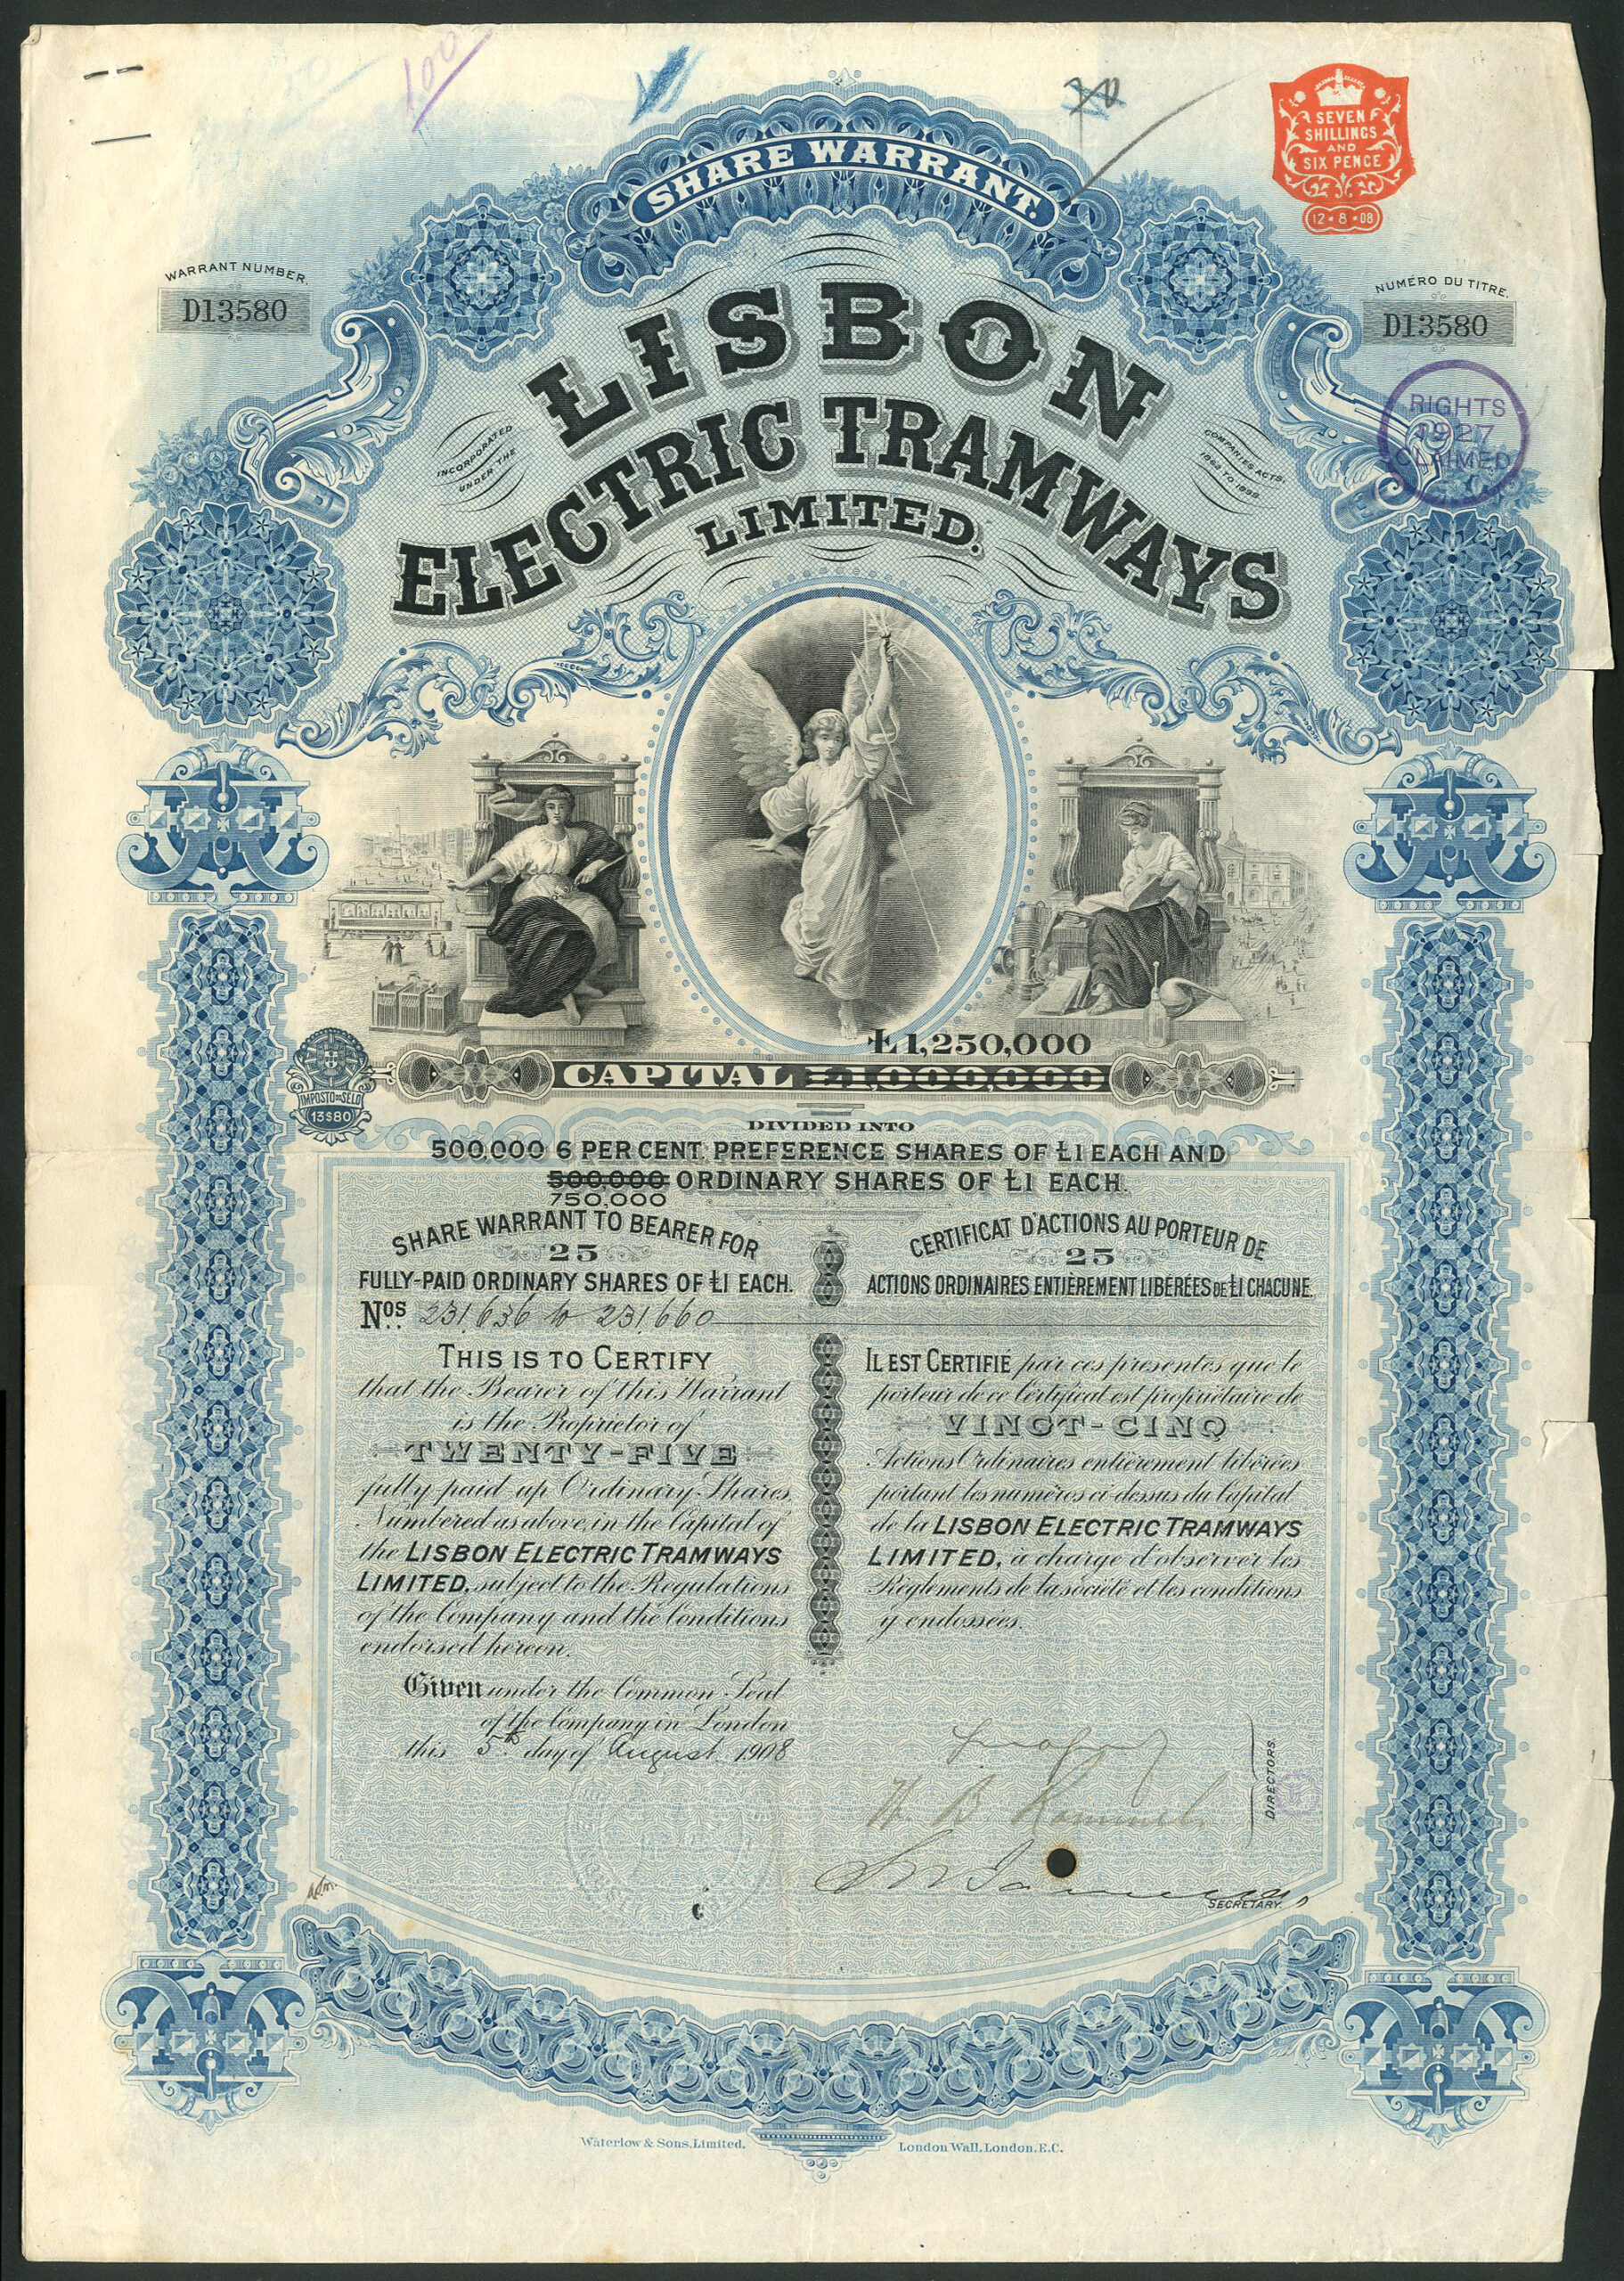 100
SHARE WARRANT.
SEVEN
SHILLINGS
AND
SIX PENCE
12·8·08
WARRANT NUMBER.
D13580
NUMÉRO DU TITRE.
D13580
RIGHTS
1927
CLAIMED
LISBON
ELECTRIC TRAMWAYS
LIMITED.
INCORPORATED
UNDER THE
COMPANIES ACTS.
1862 TO 1898.
IMPOSTO DO SELO
13$80
£1,250,000
CAPITAL £1,000,000
DIVIDED INTO
500,000 6 PER CENT. PREFERENCE SHARES OF £1 EACH AND
500,000 ORDINARY SHARES OF £1 EACH.
750,000
SHARE WARRANT TO BEARER FOR
25
FULLY-PAID ORDINARY SHARES OF £1 EACH.
CERTIFICAT D'ACTIONS AU PORTEUR DE
25
ACTIONS ORDINAIRES ENTIÈREMENT LIBÉRÉES DE £1 CHACUNE.
Nos. 231,636 to 231,660
THIS IS TO CERTIFY
that the Bearer of this Warrant
is the Proprietor of
TWENTY-FIVE
fully paid up Ordinary Shares,
Numbered as above, in the Capital of
the LISBON ELECTRIC TRAMWAYS
LIMITED, subject to the Regulations
of the Company and the Conditions
endorsed hereon.
Given under the Common Seal
of the Company in London
this 5th day of August 1908
IL EST CERTIFIÉ par ces présentes que le
porteur de ce Certificat est propriétaire de
VINGT-CINQ
Actions Ordinaires entièrement libérées
portant les numéros ci-dessus du Capital
de la LISBON ELECTRIC TRAMWAYS
LIMITED, à charge d'observer les
Règlements de la société et les conditions
y endossées.
DIRECTORS.
SECRETARY.
Waterlow & Sons, Limited,
London Wall, London, E.C.